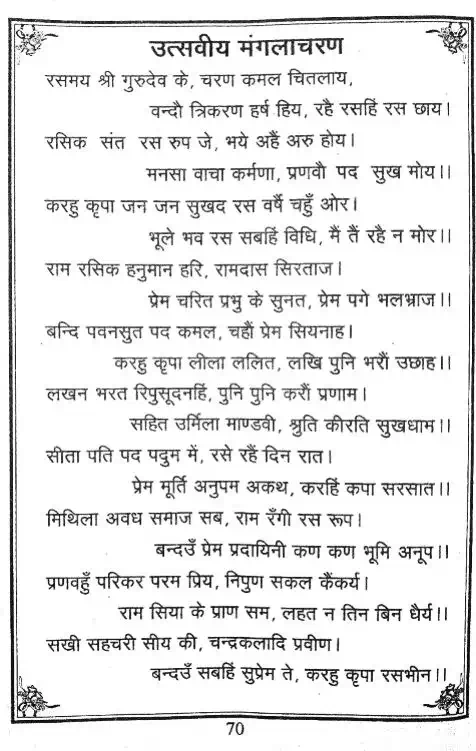 उत्सवीय मंगलाचरण
रसमय श्री गुरुदेव के, चरण कमल चितलाय,
वन्दौ त्रिकरण हर्ष हिय, रहै रसहिं रस छाय।
रसिक संत रस रुप जे, भये अहैं अरु होय।
मनसा वाचा कर्मणा, प्रणवौ पद सुख मोय।।
करहु कृपा जन जन सुखद रस वर्षै चहुँ ओर।
भूले भव रस सबहिं विधि, मैं तैं रहै न मोर।।
राम रसिक हनुमान हरि, रामदास सिरताज।
प्रेम चरित प्रभु के सुनत, प्रेम पगे भलभ्राज।।
बन्दि पवनसुत पद कमल, चहौं प्रेम सियनाह।
करहु कृपा लीला ललित, लखि पुनि भरौं उछाह।।
लखन भरत रिपुसूदनहिं, पुनि पुनि करौं प्रणाम।
सहित उर्मिला माण्डवी, श्रुति कीरति सुखधाम।।
सीता पति पद पदुम में, रसे रहैं दिन रात।
प्रेम मूर्ति अनुपम अकथ, करहिं कपा सरसात।।
मिथिला अवध समाज सब, राम रँगी रस रूप।
बन्दउँ प्रेम प्रदायिनी कण कण भूमि अनूप।।
प्रणवहुँ परिकर परम प्रिय, निपुण सकल कैंकर्य।
राम सिया के प्राण सम, लहत न तिन बिन धैर्य।।
सखी सहचरी सीय की, चन्द्रकलादि प्रवीण।
बन्दउँ सबहिं सुप्रेम ते, करहु कृपा रसभीन।।
70